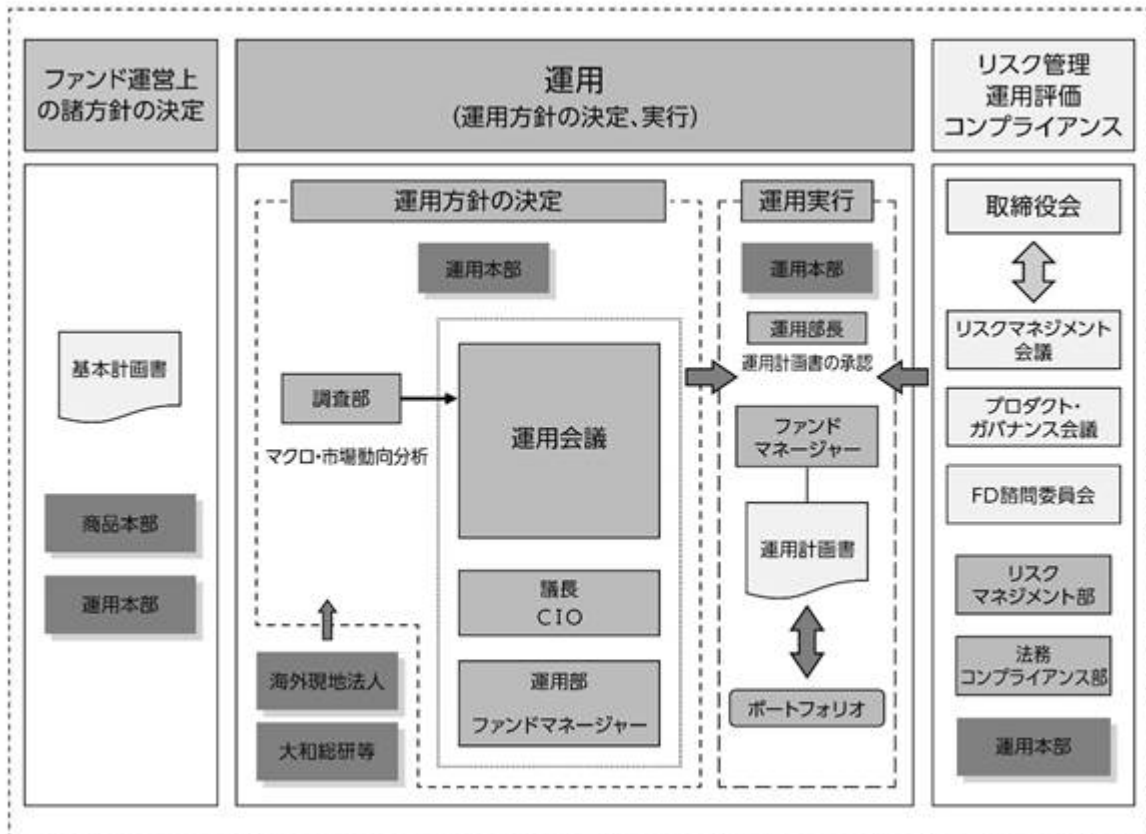 ファンド運営上
の諸方針の決定
運用
(運用方針の決定、実行)
リスク管理
運用評価
コンプライアンス
基本計画書
商品本部
運用本部
運用方針の決定
運用本部
調査部
マクロ・市場動向分析
運用会議
議長
CIO
運用部
ファンドマネージャー
海外現地法人
大和総研等
運用実行
運用本部
運用部長
運用計画書の承認
ファンド
マネージャー
運用計画書
ポートフォリオ
取締役会
リスクマネジメント
会議
プロダクト・
ガバナンス会議
FD諮問委員会
リスク
マネジメント部
法務
コンプライアンス部
運用本部